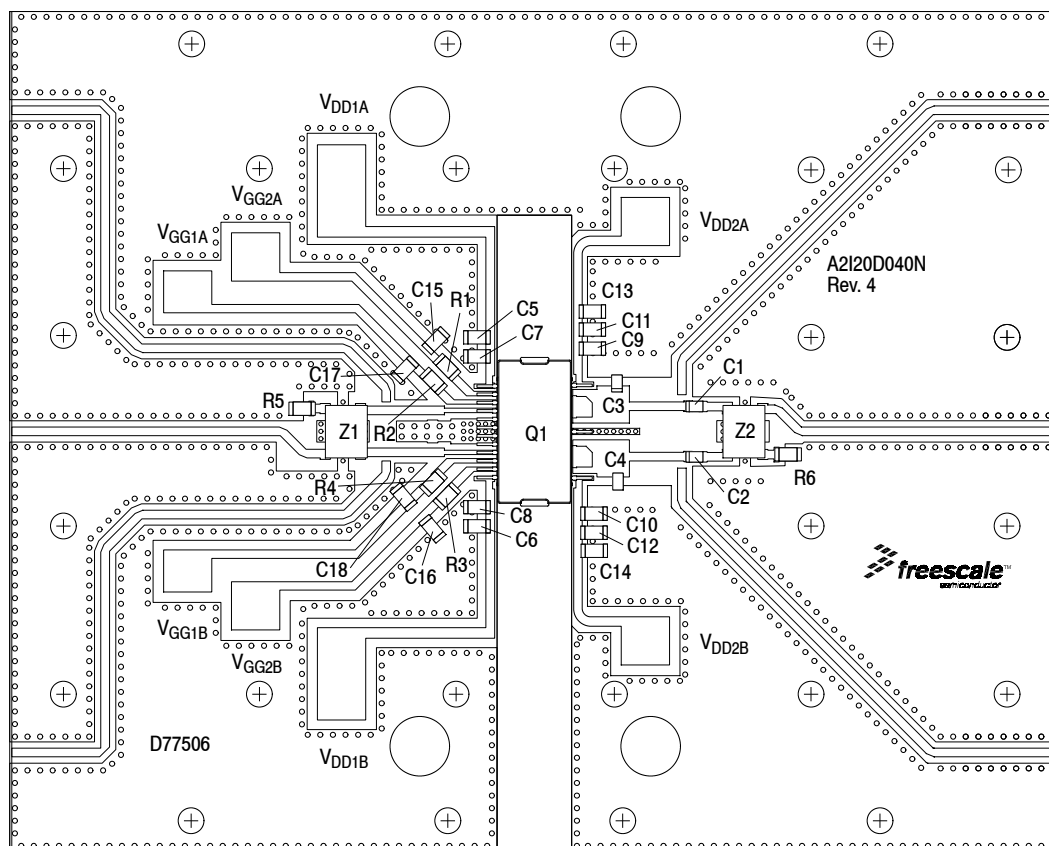 VDD1A
VGG2A
VDD2A
VGG1A
A2I20D040N
Rev. 4
C15
R1
C5
C13
C7
C11
C9
C17
C1
R5
C3
Z1
R2
Q1
Z2
C4
R4
R6
C2
C8
C10
C6
C12
R3
C18
C16
C14
freescale™
semiconductor
VGG1B
VGG2B
VDD2B
D77506
VDD1B